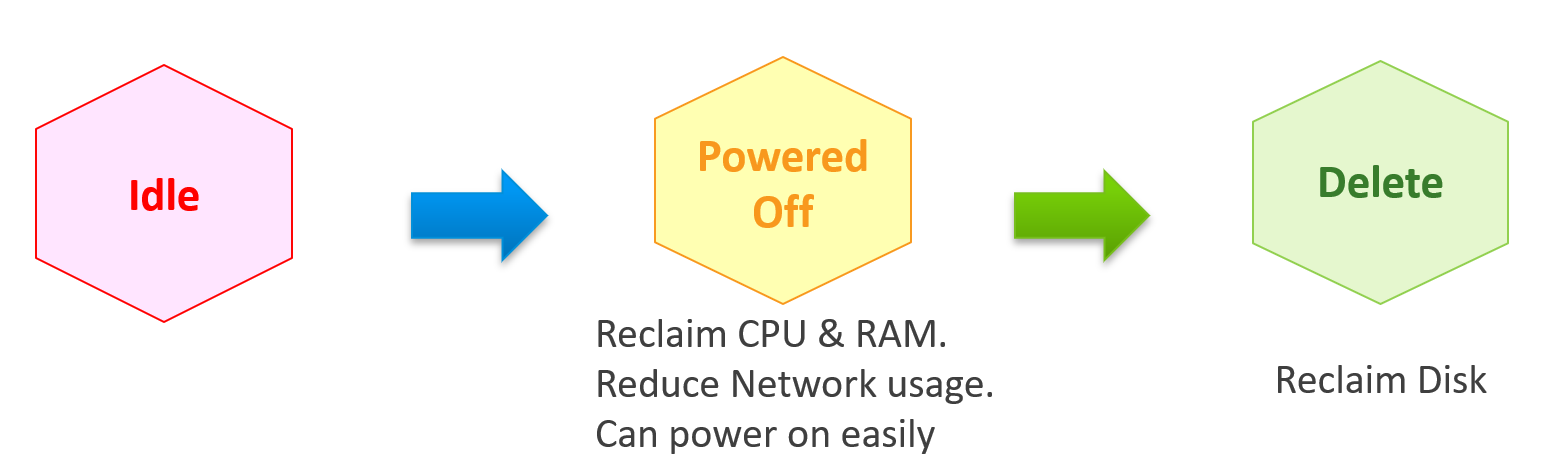 Idle
Powered
Off
Delete
Reclaim CPU & RAM.
Reduce Network usage.
Can power on easily
Reclaim Disk